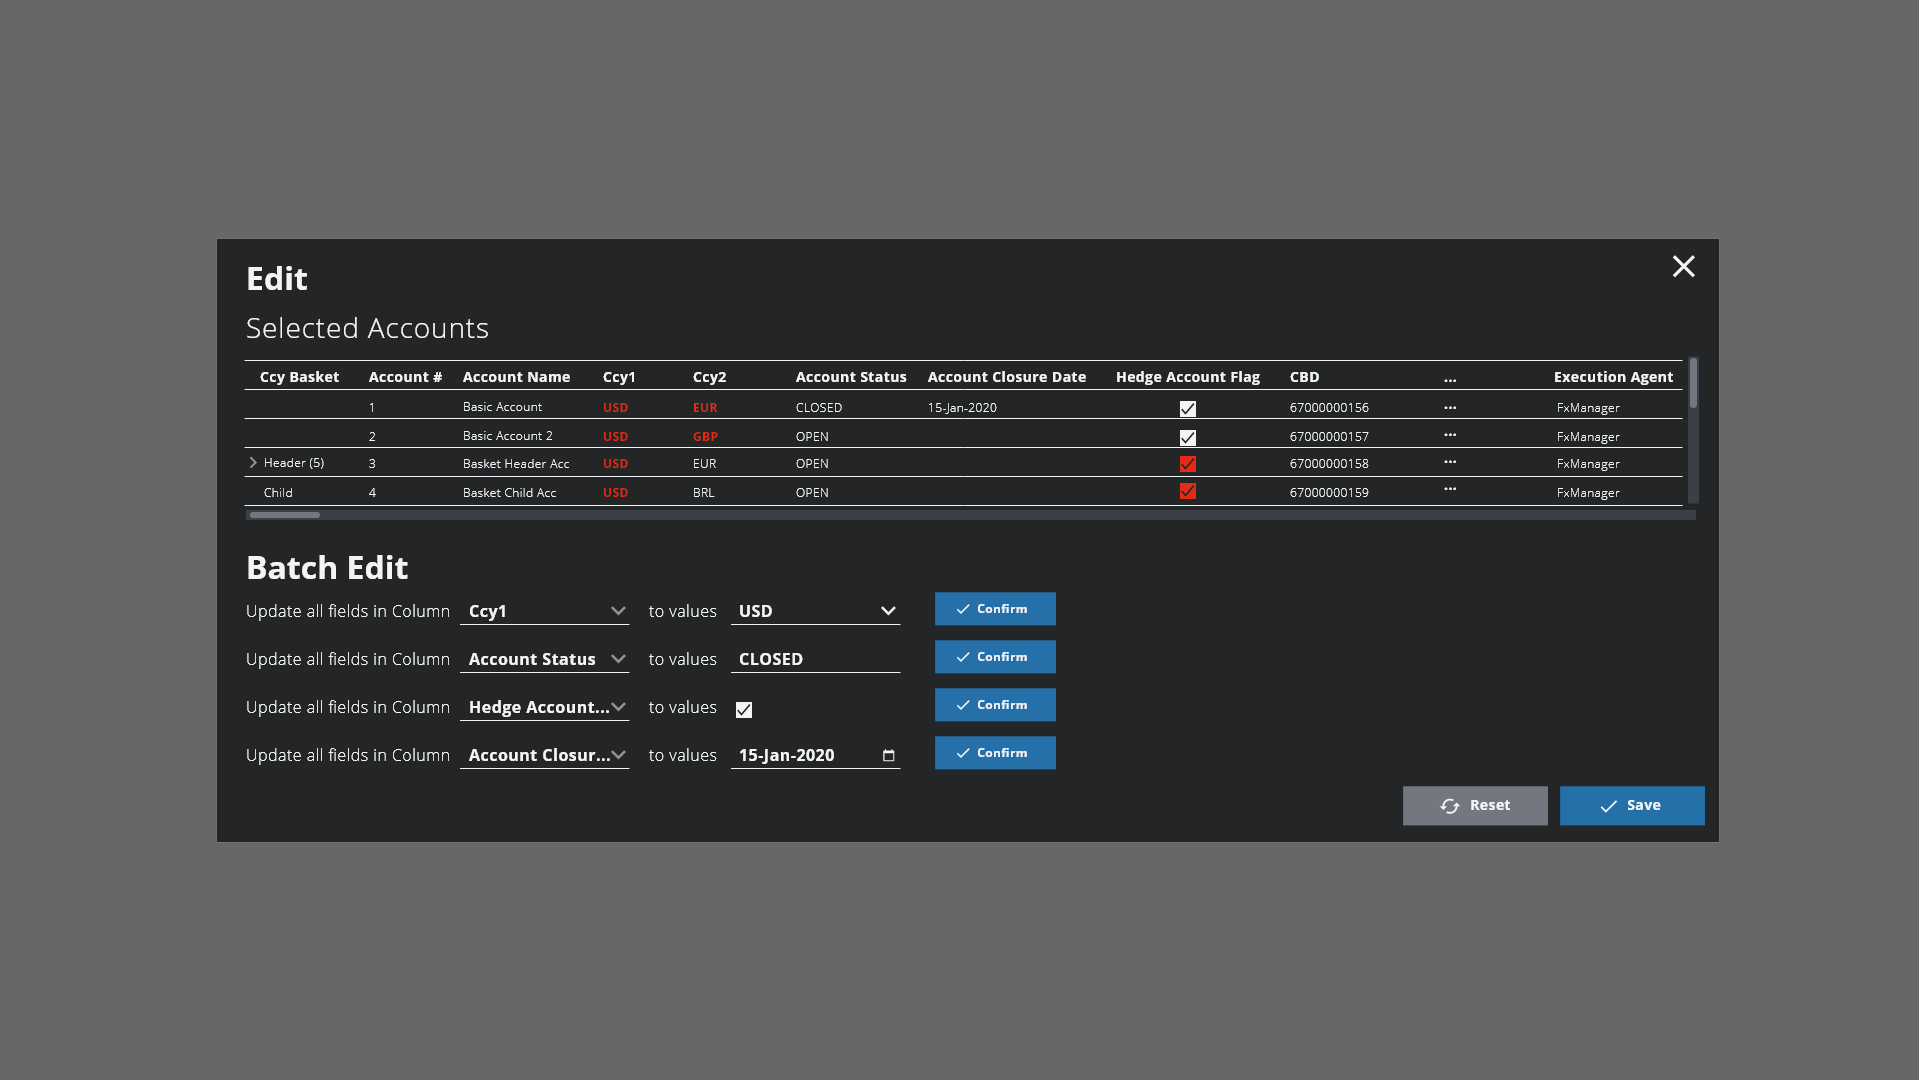 Edit
Selected Accounts
Ccy Basket Account # Account Name Ccy1 Ccy2 Account Status Account Closure Date Hedge Account Flag CBD ... Execution Agent
1 Basic Account USD EUR CLOSED 15-Jan-2020 67000000156 ... FxManager
2 Basic Account 2 USD GBP OPEN 67000000157 ... FxManager
Header (5) 3 Basket Header Acc USD EUR OPEN 67000000158 ... FxManager
Child 4 Basket Child Acc USD BRL OPEN 67000000159 ... FxManager
Batch Edit
Update all fields in Column Ccy1 to values USD Confirm
Update all fields in Column Account Status to values CLOSED Confirm
Update all fields in Column Hedge Account... to values Confirm
Update all fields in Column Account Closur... to values 15-Jan-2020 Confirm
Reset Save